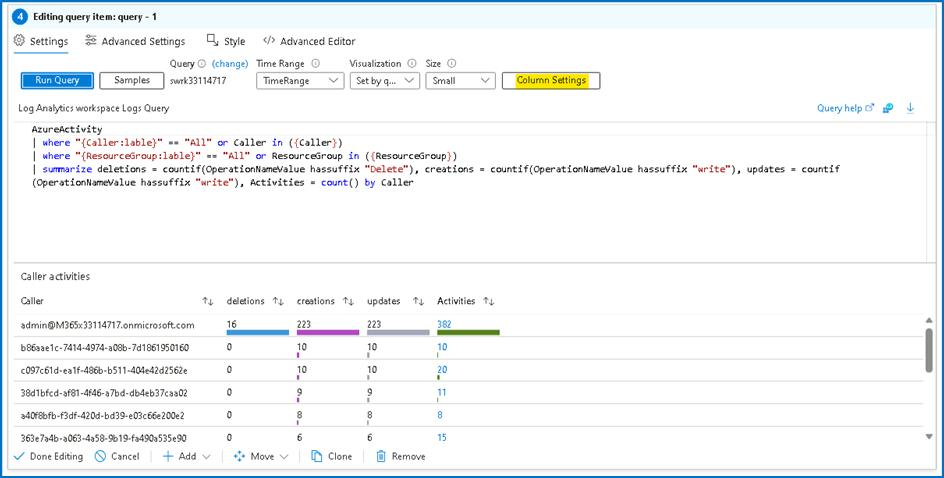 4 Editing query item: query - 1
Settings Advanced Settings Style </> Advanced Editor
Query (change) Time Range Visualization Size
Run Query Samples swrk33114717 TimeRange Set by q... Small Column Settings
Log Analytics workspace Logs Query Query help
AzureActivity
| where "{Caller:lable}" == "All" or Caller in ({Caller})
| where "{ResourceGroup:lable}" == "All" or ResourceGroup in ({ResourceGroup})
| summarize deletions = countif(OperationNameValue hassuffix "Delete"), creations = countif(OperationNameValue hassuffix "write"), updates = countif
(OperationNameValue hassuffix "write"), Activities = count() by Caller
Caller activities
Caller deletions creations updates Activities
admin@M365x33114717.onmicrosoft.com 16 223 223 382
b86aae1c-7414-4974-a08b-7d1861950160 0 10 10 10
c097c61d-ea1f-486b-b511-404e42d2562e 0 10 10 20
38d1bfcd-af81-4f46-a7bd-db4eb37caa02 0 9 9 11
a40f8bfb-f3df-420d-bd39-e03c66e200e2 0 8 8 8
363e7a4b-a063-4a58-9b19-fa490a535e90 0 6 6 15
Done Editing Cancel Add Move Clone Remove